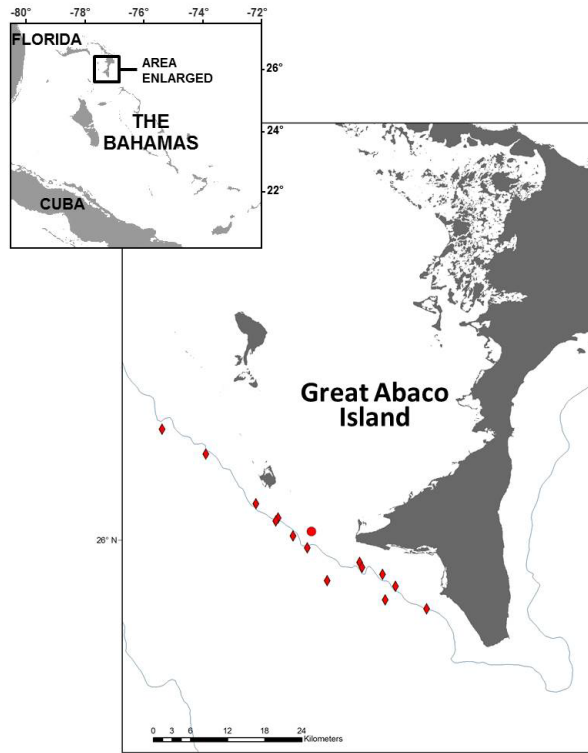 -80° -78° -76° -74° -72°
FLORIDA
AREA
ENLARGED
26°
THE
BAHAMAS
24°
22°
CUBA
Great Abaco
Island
26° N
0 3 6 12 18 24
Kilometers